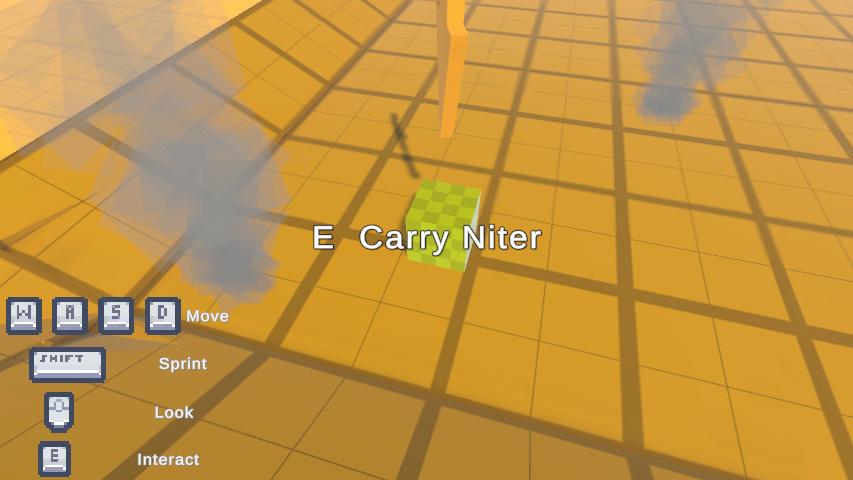 E Carry Niter
W A S D Move
SHIFT Sprint
Look
E Interact